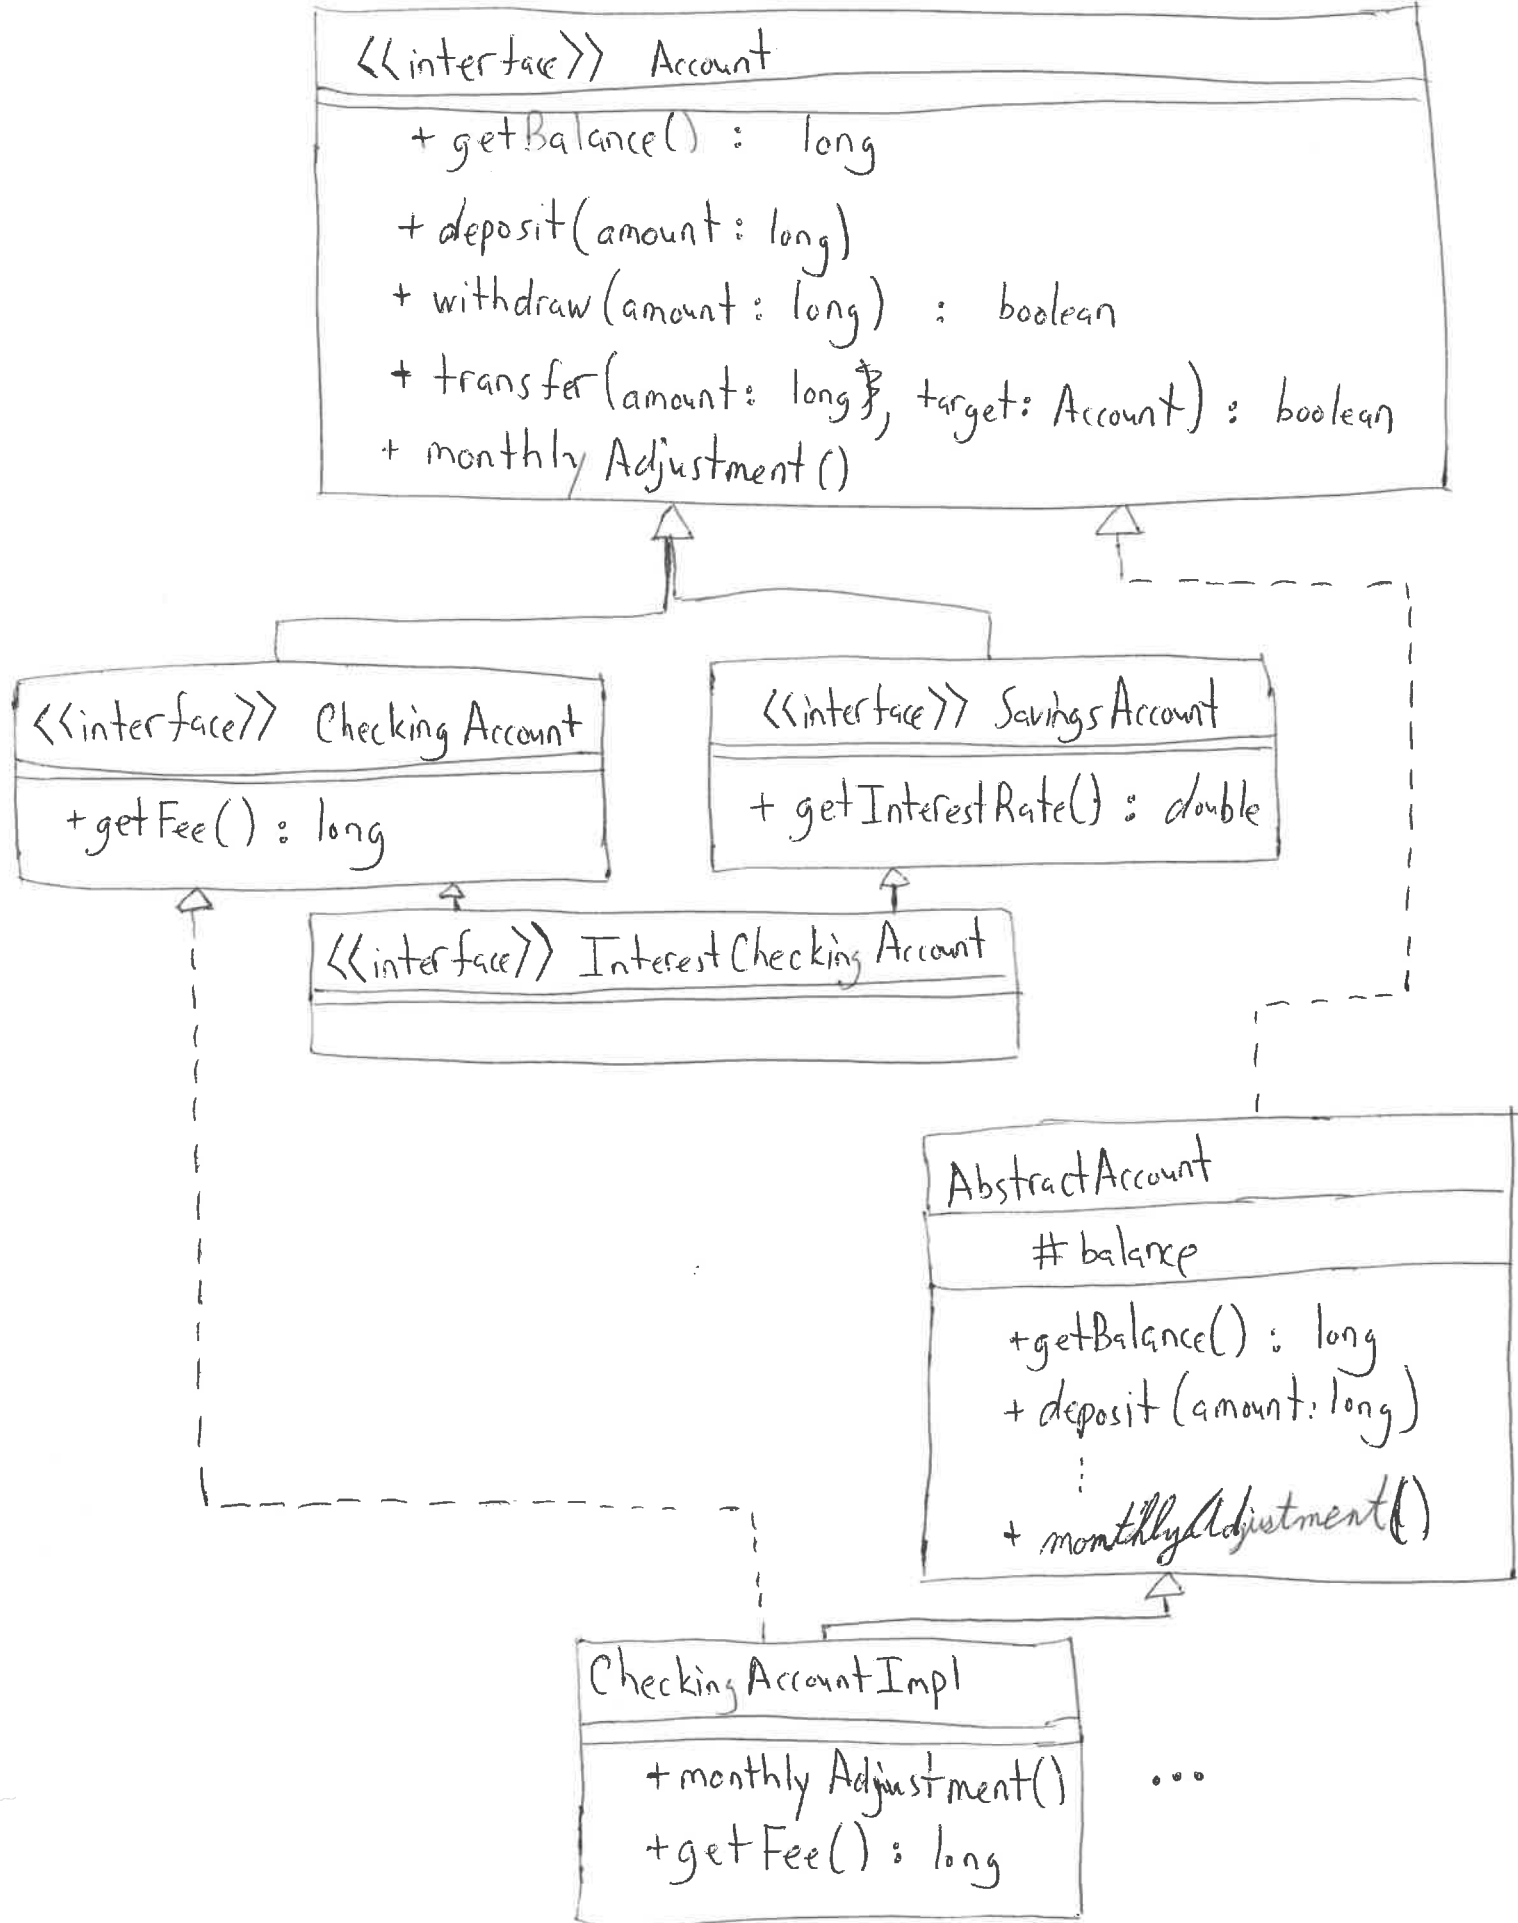 <<interface>> Account
+ getBalance() : long
+ deposit(amount: long)
+ withdraw(amount: long) : boolean
+ transfer(amount: long, target: Account) : boolean
+ monthlyAdjustment()
<<interface>> CheckingAccount
+ getFee() : long
<<interface>> SavingsAccount
+ getInterestRate() : double
<<interface>> InterestCheckingAccount
AbstractAccount
# balance
+ getBalance() : long
+ deposit(amount: long)
⋮
+ monthlyAdjustment()
CheckingAccountImpl
+ monthlyAdjustment()
+ getFee() : long
...